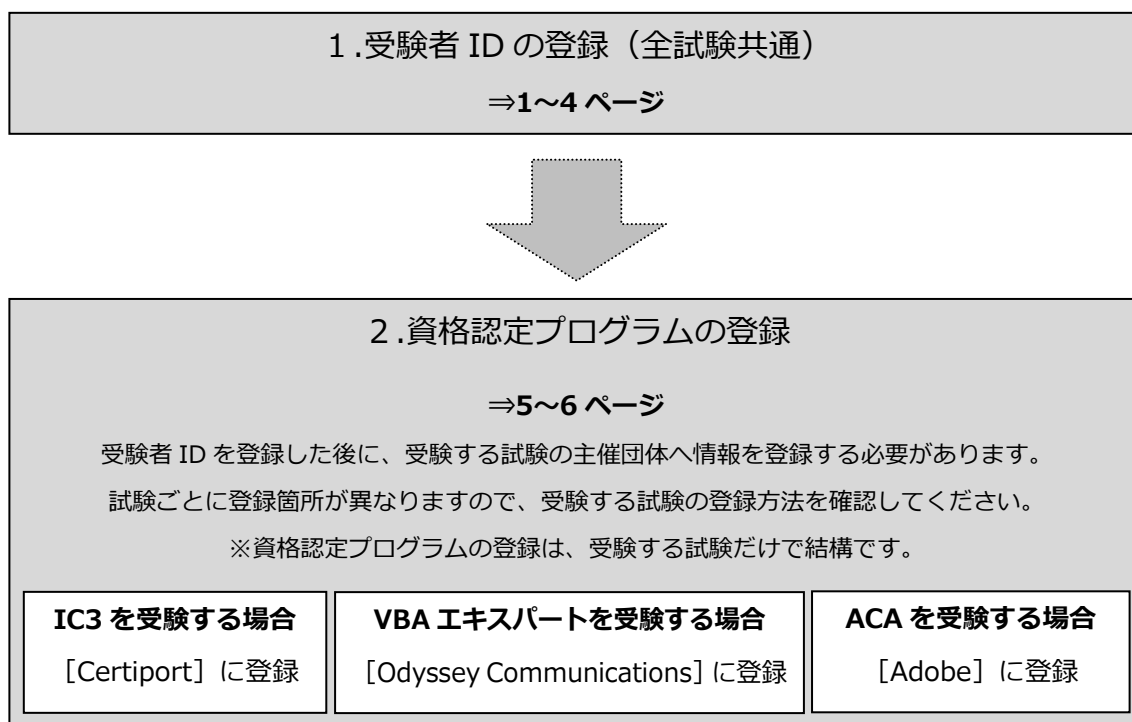 １.受験者 ID の登録（全試験共通）
⇒1～4 ページ
２.資格認定プログラムの登録
⇒5～6 ページ
受験者 ID を登録した後に、受験する試験の主催団体へ情報を登録する必要があります。
試験ごとに登録箇所が異なりますので、受験する試験の登録方法を確認してください。
※資格認定プログラムの登録は、受験する試験だけで結構です。
IC3 を受験する場合
［Certiport］に登録
VBA エキスパートを受験する場合
［Odyssey Communications］に登録
ACA を受験する場合
［Adobe］に登録